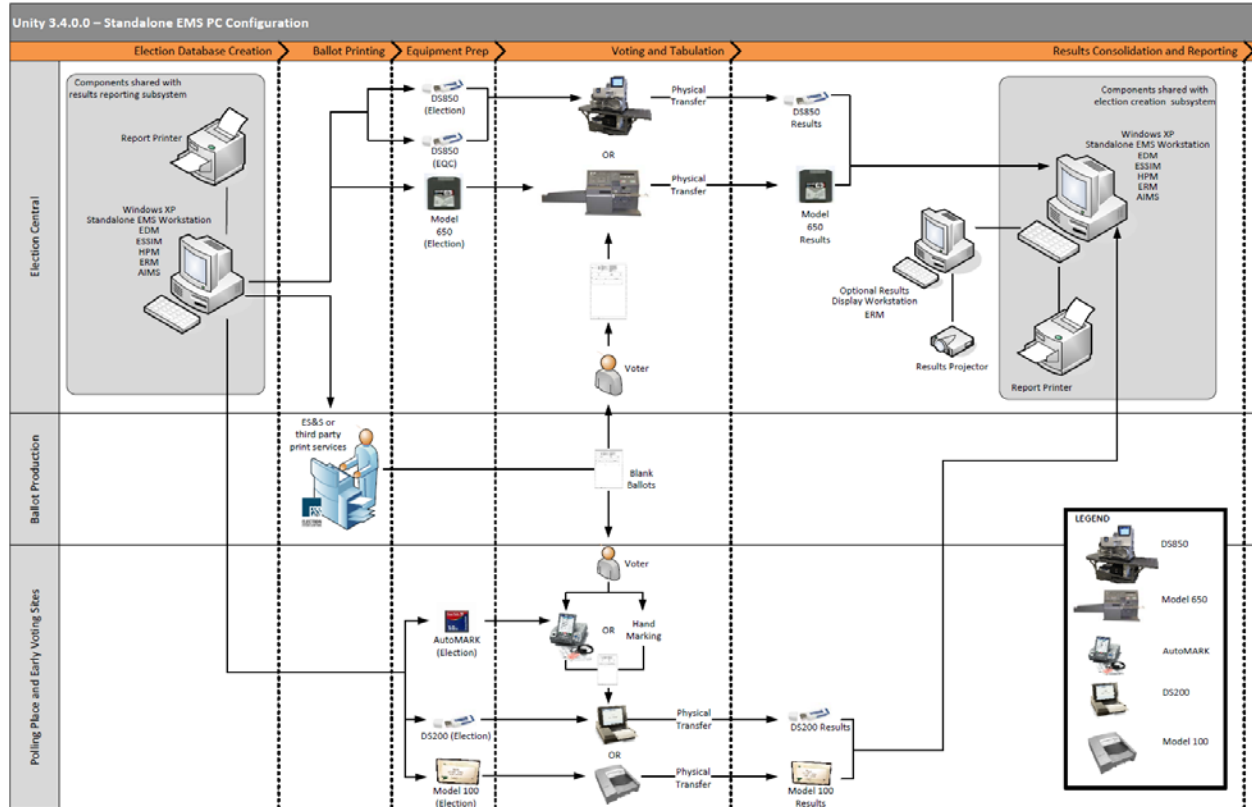 Unity 3.4.0.0 – Standalone EMS PC Configuration
Election Database Creation
Ballot Printing
Equipment Prep
Voting and Tabulation
Results Consolidation and Reporting
Election Central
Components shared with
results reporting subsystem
Report Printer
Windows XP
Standalone EMS Workstation
EDM
ESSIM
HPM
ERM
AIMS
DS850
(Election)
DS850
(EQC)
Model
650
(Election)
OR
Physical
Transfer
Physical
Transfer
DS850
Results
Model
650
Results
Voter
Components shared with
election creation subsystem
Windows XP
Standalone EMS Workstation
EDM
ESSIM
HPM
ERM
AIMS
Optional Results
Display Workstation
ERM
Results Projector
Report Printer
Ballot Production
ES&S or
third party
print services
ESS
Blank
Ballots
Polling Place and Early Voting Sites
Voter
AutoMARK
(Election)
OR
Hand
Marking
DS200 (Election)
Physical
Transfer
DS200 Results
OR
Model 100
(Election)
Physical
Transfer
Model 100
Results
LEGEND
DS850
Model 650
AutoMARK
DS200
Model 100